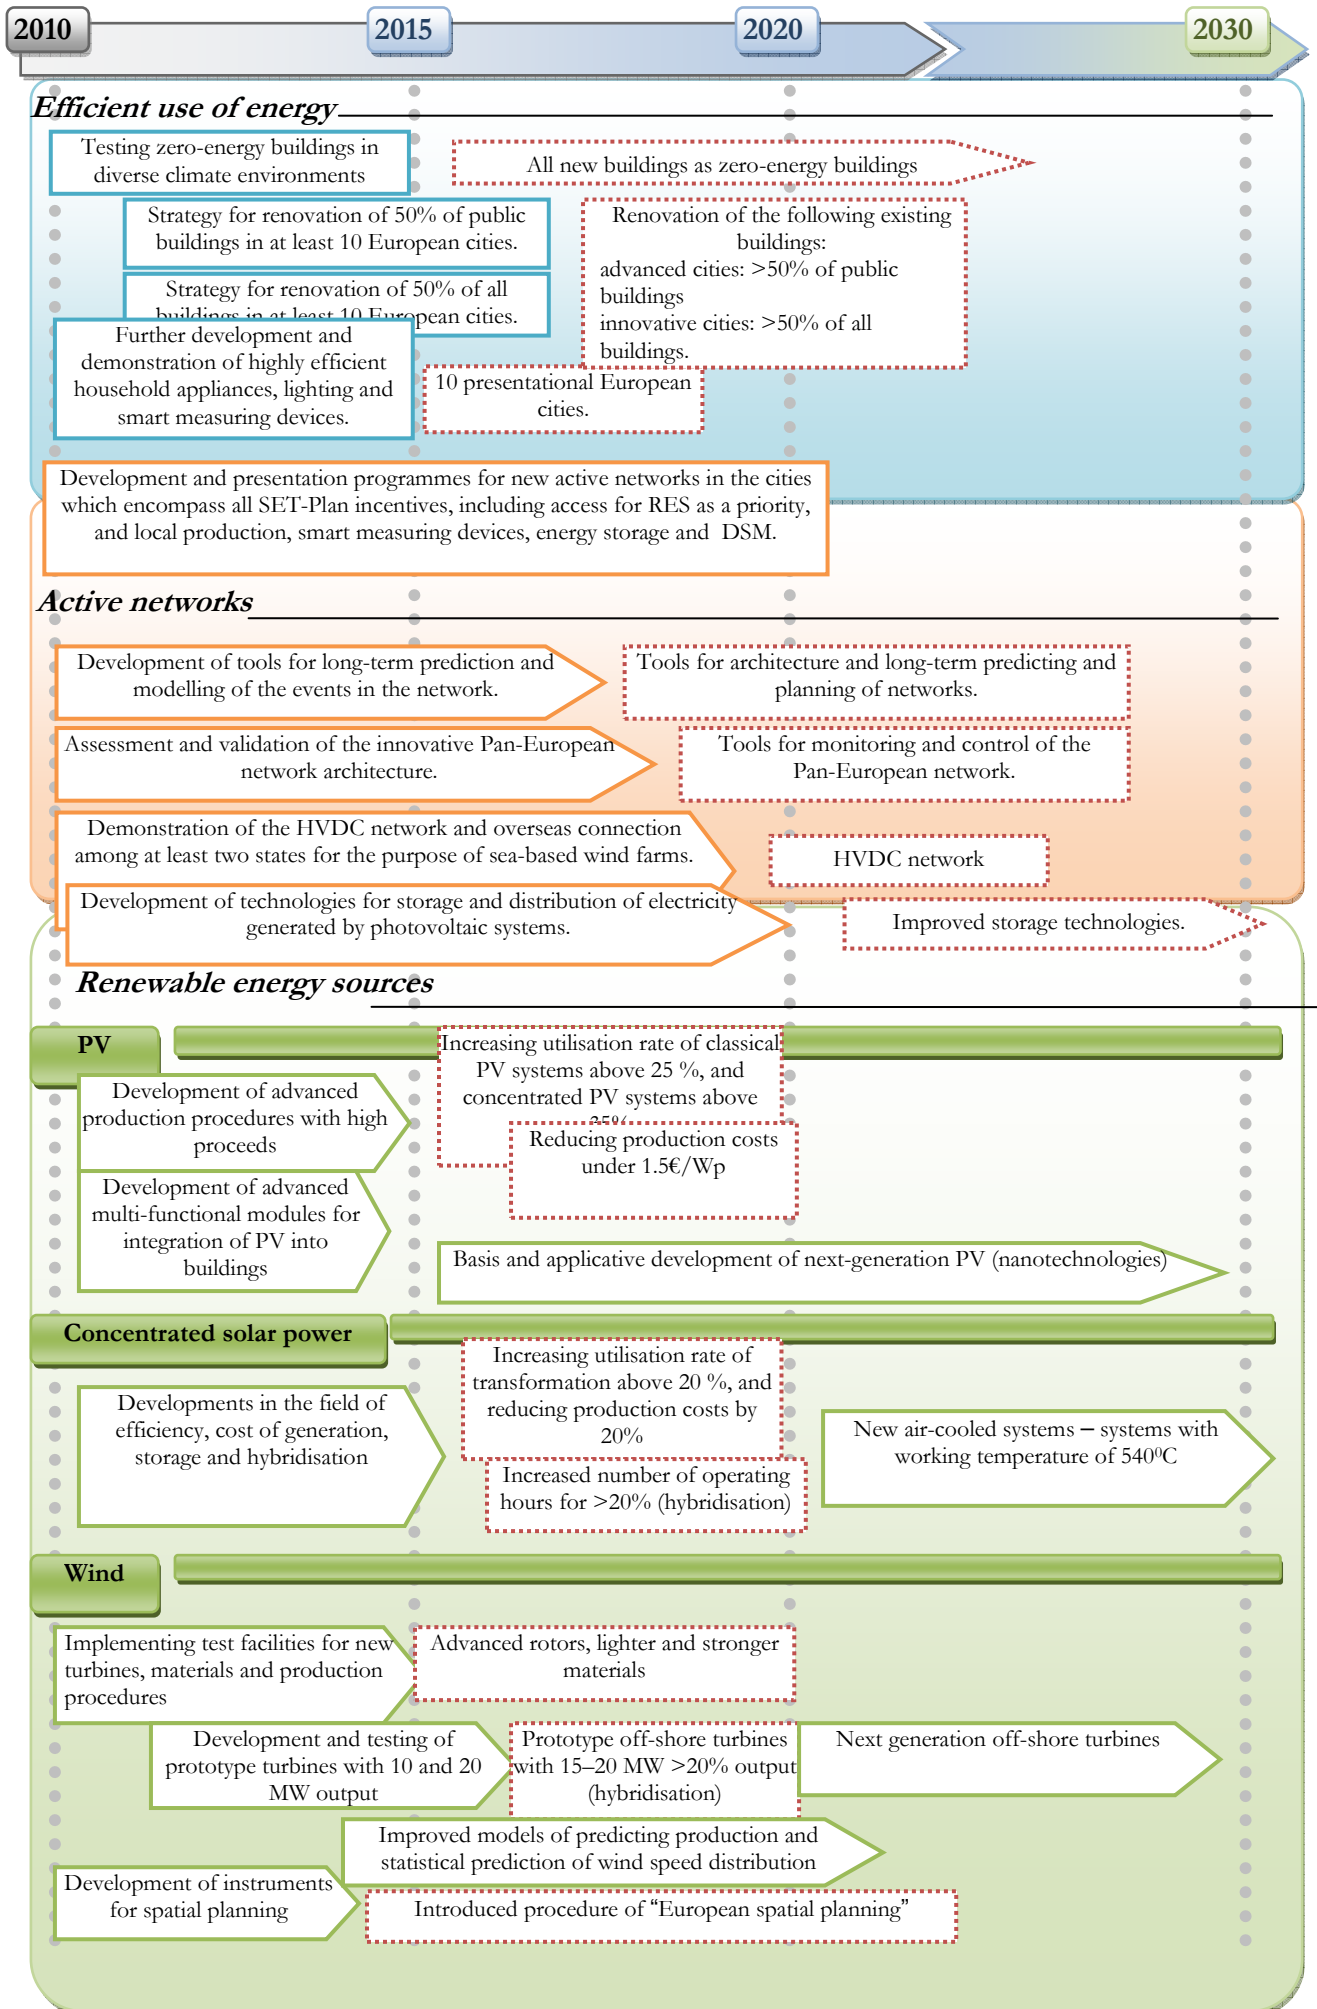 2010
2015
2020
2030
Efficient use of energy
Testing zero-energy buildings in
diverse climate environments
All new buildings as zero-energy buildings
Strategy for renovation of 50% of public
buildings in at least 10 European cities.
Renovation of the following existing
buildings:
advanced cities: >50% of public
buildings
innovative cities: >50% of all
buildings.
Strategy for renovation of 50% of all
buildings in at least 10 European cities.
Further development and
demonstration of highly efficient
household appliances, lighting and
smart measuring devices.
10 presentational European
cities.
Development and presentation programmes for new active networks in the cities
which encompass all SET-Plan incentives, including access for RES as a priority,
and local production, smart measuring devices, energy storage and DSM.
Active networks
Development of tools for long-term prediction and
modelling of the events in the network.
Tools for architecture and long-term predicting and
planning of networks.
Assessment and validation of the innovative Pan-European
network architecture.
Tools for monitoring and control of the
Pan-European network.
Demonstration of the HVDC network and overseas connection
among at least two states for the purpose of sea-based wind farms.
HVDC network
Development of technologies for storage and distribution of electricity
generated by photovoltaic systems.
Improved storage technologies.
Renewable energy sources
PV
Increasing utilisation rate of classical
PV systems above 25 %, and
concentrated PV systems above
Development of advanced
production procedures with high
proceeds
Reducing production costs
under 1.5€/Wp
Development of advanced
multi-functional modules for
integration of PV into
buildings
Basis and applicative development of next-generation PV (nanotechnologies)
Concentrated solar power
Increasing utilisation rate of
transformation above 20 %, and
reducing production costs by
20%
Developments in the field of
efficiency, cost of generation,
storage and hybridisation
New air-cooled systems – systems with
working temperature of 540⁰C
Increased number of operating
hours for >20% (hybridisation)
Wind
Implementing test facilities for new
turbines, materials and production
procedures
Advanced rotors, lighter and stronger
materials
Development and testing of
prototype turbines with 10 and 20
MW output
Prototype off-shore turbines
with 15–20 MW >20% output
(hybridisation)
Next generation off-shore turbines
Improved models of predicting production and
statistical prediction of wind speed distribution
Development of instruments
for spatial planning
Introduced procedure of “European spatial planning”